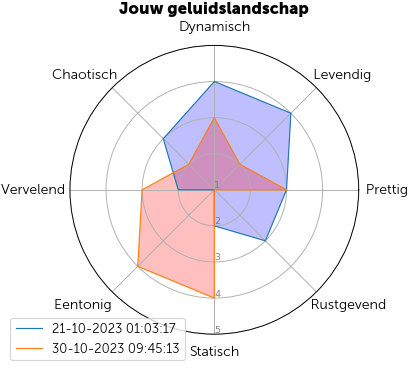 Jouw geluidslandschap
Dynamisch
Chaotisch
Levendig
Vervelend
1
Prettig
2
3
4
Eentonig
Rustgevend
5
21-10-2023 01:03:17
30-10-2023 09:45:13
Statisch